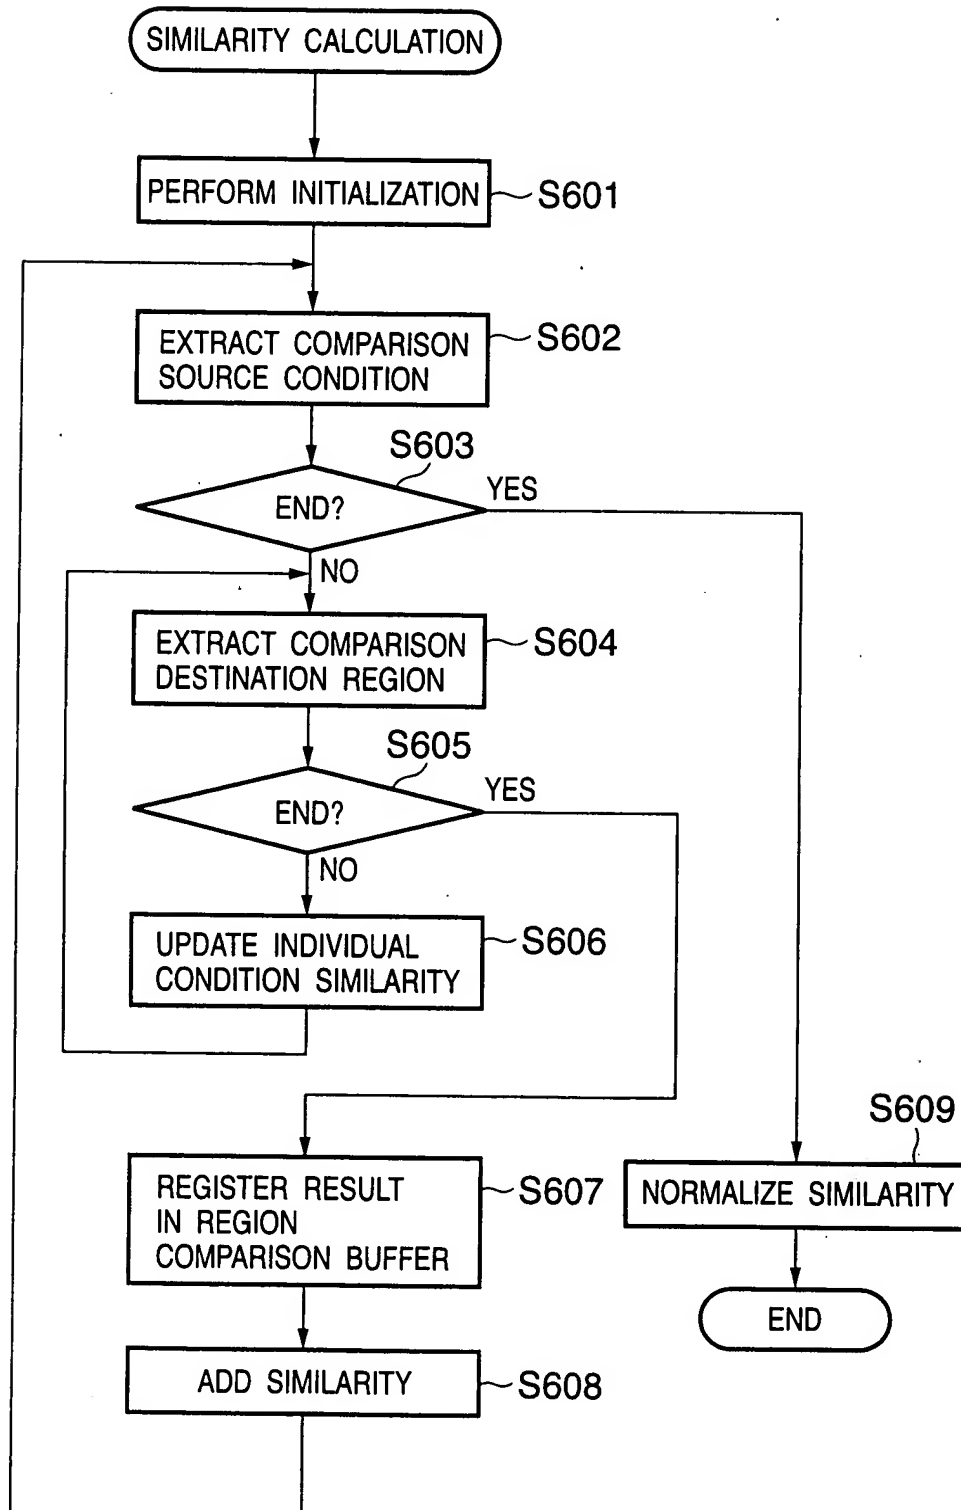 SIMILARITY CALCULATION
PERFORM INITIALIZATION
S601
EXTRACT COMPARISON
SOURCE CONDITION
S602
S603
END?
YES
NO
EXTRACT COMPARISON
DESTINATION REGION
S604
S605
END?
YES
NO
UPDATE INDIVIDUAL
CONDITION SIMILARITY
S606
REGISTER RESULT
IN REGION
COMPARISON BUFFER
S607
S609
NORMALIZE SIMILARITY
END
ADD SIMILARITY
S608